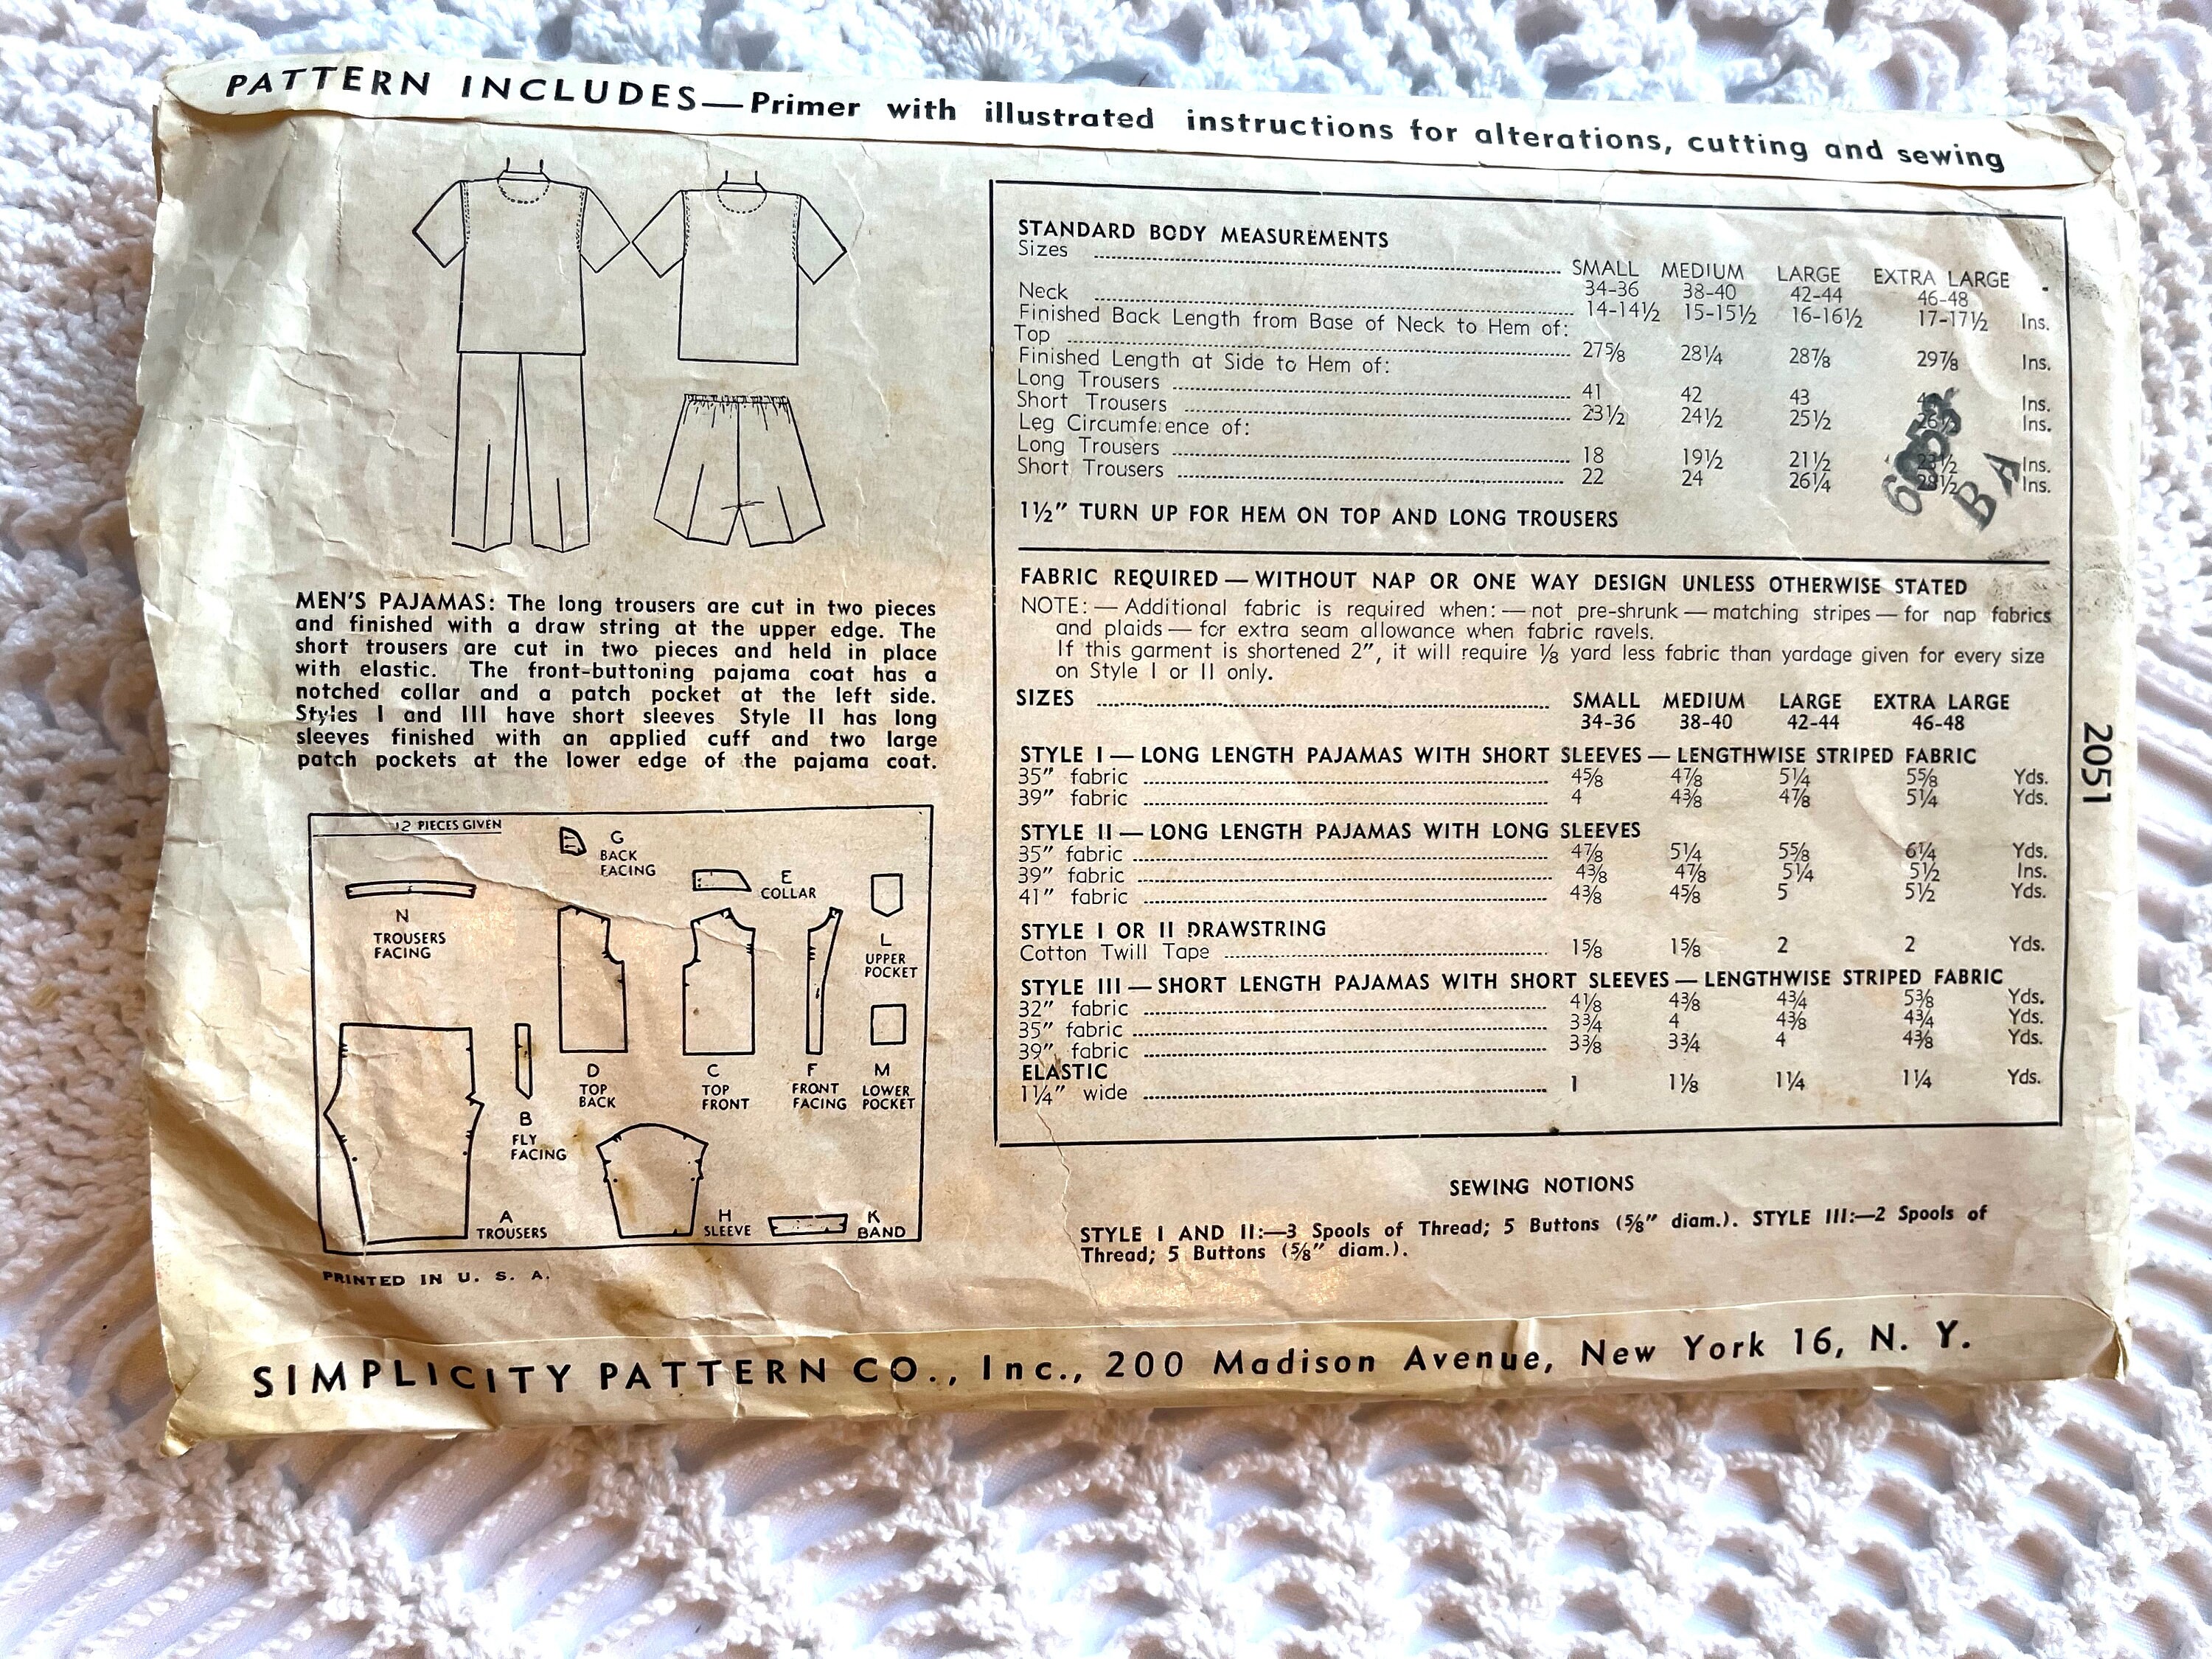 PATTERN INCLUDES—Primer with illustrated instructions for alterations, cutting and sewing
MEN'S PAJAMAS: The long trousers are cut in two pieces
and finished with a draw string at the upper edge. The
short trousers are cut in two pieces and held in place
with elastic. The front-buttoning pajama coat has a
notched collar and a patch pocket at the left side.
Styles I and III have short sleeves Style II has long
sleeves finished with an applied cuff and two large
patch pockets at the lower edge of the pajama coat.
12 PIECES GIVEN
G
BACK
FACING
E
COLLAR
N
TROUSERS
FACING
L
UPPER
POCKET
D
TOP
BACK
C
TOP
FRONT
F
FRONT
FACING
M
LOWER
POCKET
B
FLY
FACING
A
TROUSERS
H
SLEEVE
K
BAND
PRINTED IN U. S. A.
STANDARD BODY MEASUREMENTS
Sizes SMALL MEDIUM LARGE EXTRA LARGE
34-36 38-40 42-44 46-48
Neck 14-14½ 15-15½ 16-16½ 17-17½ Ins.
Finished Back Length from Base of Neck to Hem of:
Top 27⅝ 28¼ 28⅞ 29⅞ Ins.
Finished Length at Side to Hem of:
Long Trousers 41 42 43 Ins.
Short Trousers 23½ 24½ 25½ 26½ Ins.
Leg Circumference of:
Long Trousers 18 19½ 21½ 23½ Ins.
Short Trousers 22 24 26¼ 28½ Ins.
B A
1½" TURN UP FOR HEM ON TOP AND LONG TROUSERS
FABRIC REQUIRED — WITHOUT NAP OR ONE WAY DESIGN UNLESS OTHERWISE STATED
NOTE: — Additional fabric is required when: — not pre-shrunk — matching stripes — for nap fabrics
and plaids — for extra seam allowance when fabric ravels.
If this garment is shortened 2", it will require ⅛ yard less fabric than yardage given for every size
on Style I or II only.
SIZES SMALL MEDIUM LARGE EXTRA LARGE
34-36 38-40 42-44 46-48
STYLE I — LONG LENGTH PAJAMAS WITH SHORT SLEEVES — LENGTHWISE STRIPED FABRIC
35" fabric 4⅝ 4⅞ 5¼ 5⅝ Yds.
39" fabric 4 4⅜ 4⅞ 5¼ Yds.
STYLE II — LONG LENGTH PAJAMAS WITH LONG SLEEVES
35" fabric 4⅞ 5¼ 5⅝ 6¼ Yds.
39" fabric 4⅜ 4⅞ 5¼ 5½ Ins.
41" fabric 4⅜ 4⅝ 5 5½ Yds.
STYLE I OR II DRAWSTRING
Cotton Twill Tape 1⅝ 1⅝ 2 2 Yds.
STYLE III — SHORT LENGTH PAJAMAS WITH SHORT SLEEVES — LENGTHWISE STRIPED FABRIC
32" fabric 4⅛ 4⅜ 4¾ 5⅜ Yds.
35" fabric 3¾ 4 4⅜ 4¾ Yds.
39" fabric 3⅜ 3¾ 4 4⅜ Yds.
ELASTIC
1¼" wide 1 1⅛ 1¼ 1¼ Yds.
2051
SEWING NOTIONS
STYLE I AND II:—3 Spools of Thread; 5 Buttons (⅝" diam.). STYLE III:—2 Spools of
Thread; 5 Buttons (⅝" diam.).
SIMPLICITY PATTERN CO., Inc., 200 Madison Avenue, New York 16, N. Y.